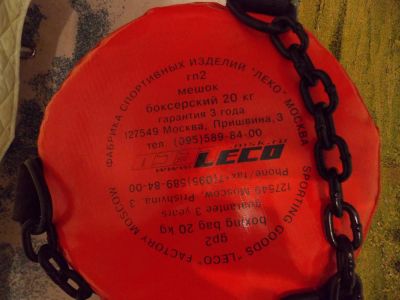 ФАБРИКА СПОРТИВНЫХ ИЗДЕЛИЙ "ЛЕКО" МОСКВА
гп2
мешок
боксерский 20 кг
гарантия 3 года
127549 Москва, Пришвина,3
тел. (095)589-84-00
LECO
Phone/fax+7(095)589-84-00
127549 Moscow Prishvina 3
guarantee 3 years
boxing bag 20 kg
gp2
SPORTING GOODS "LECO" FACTORY MOSCOW